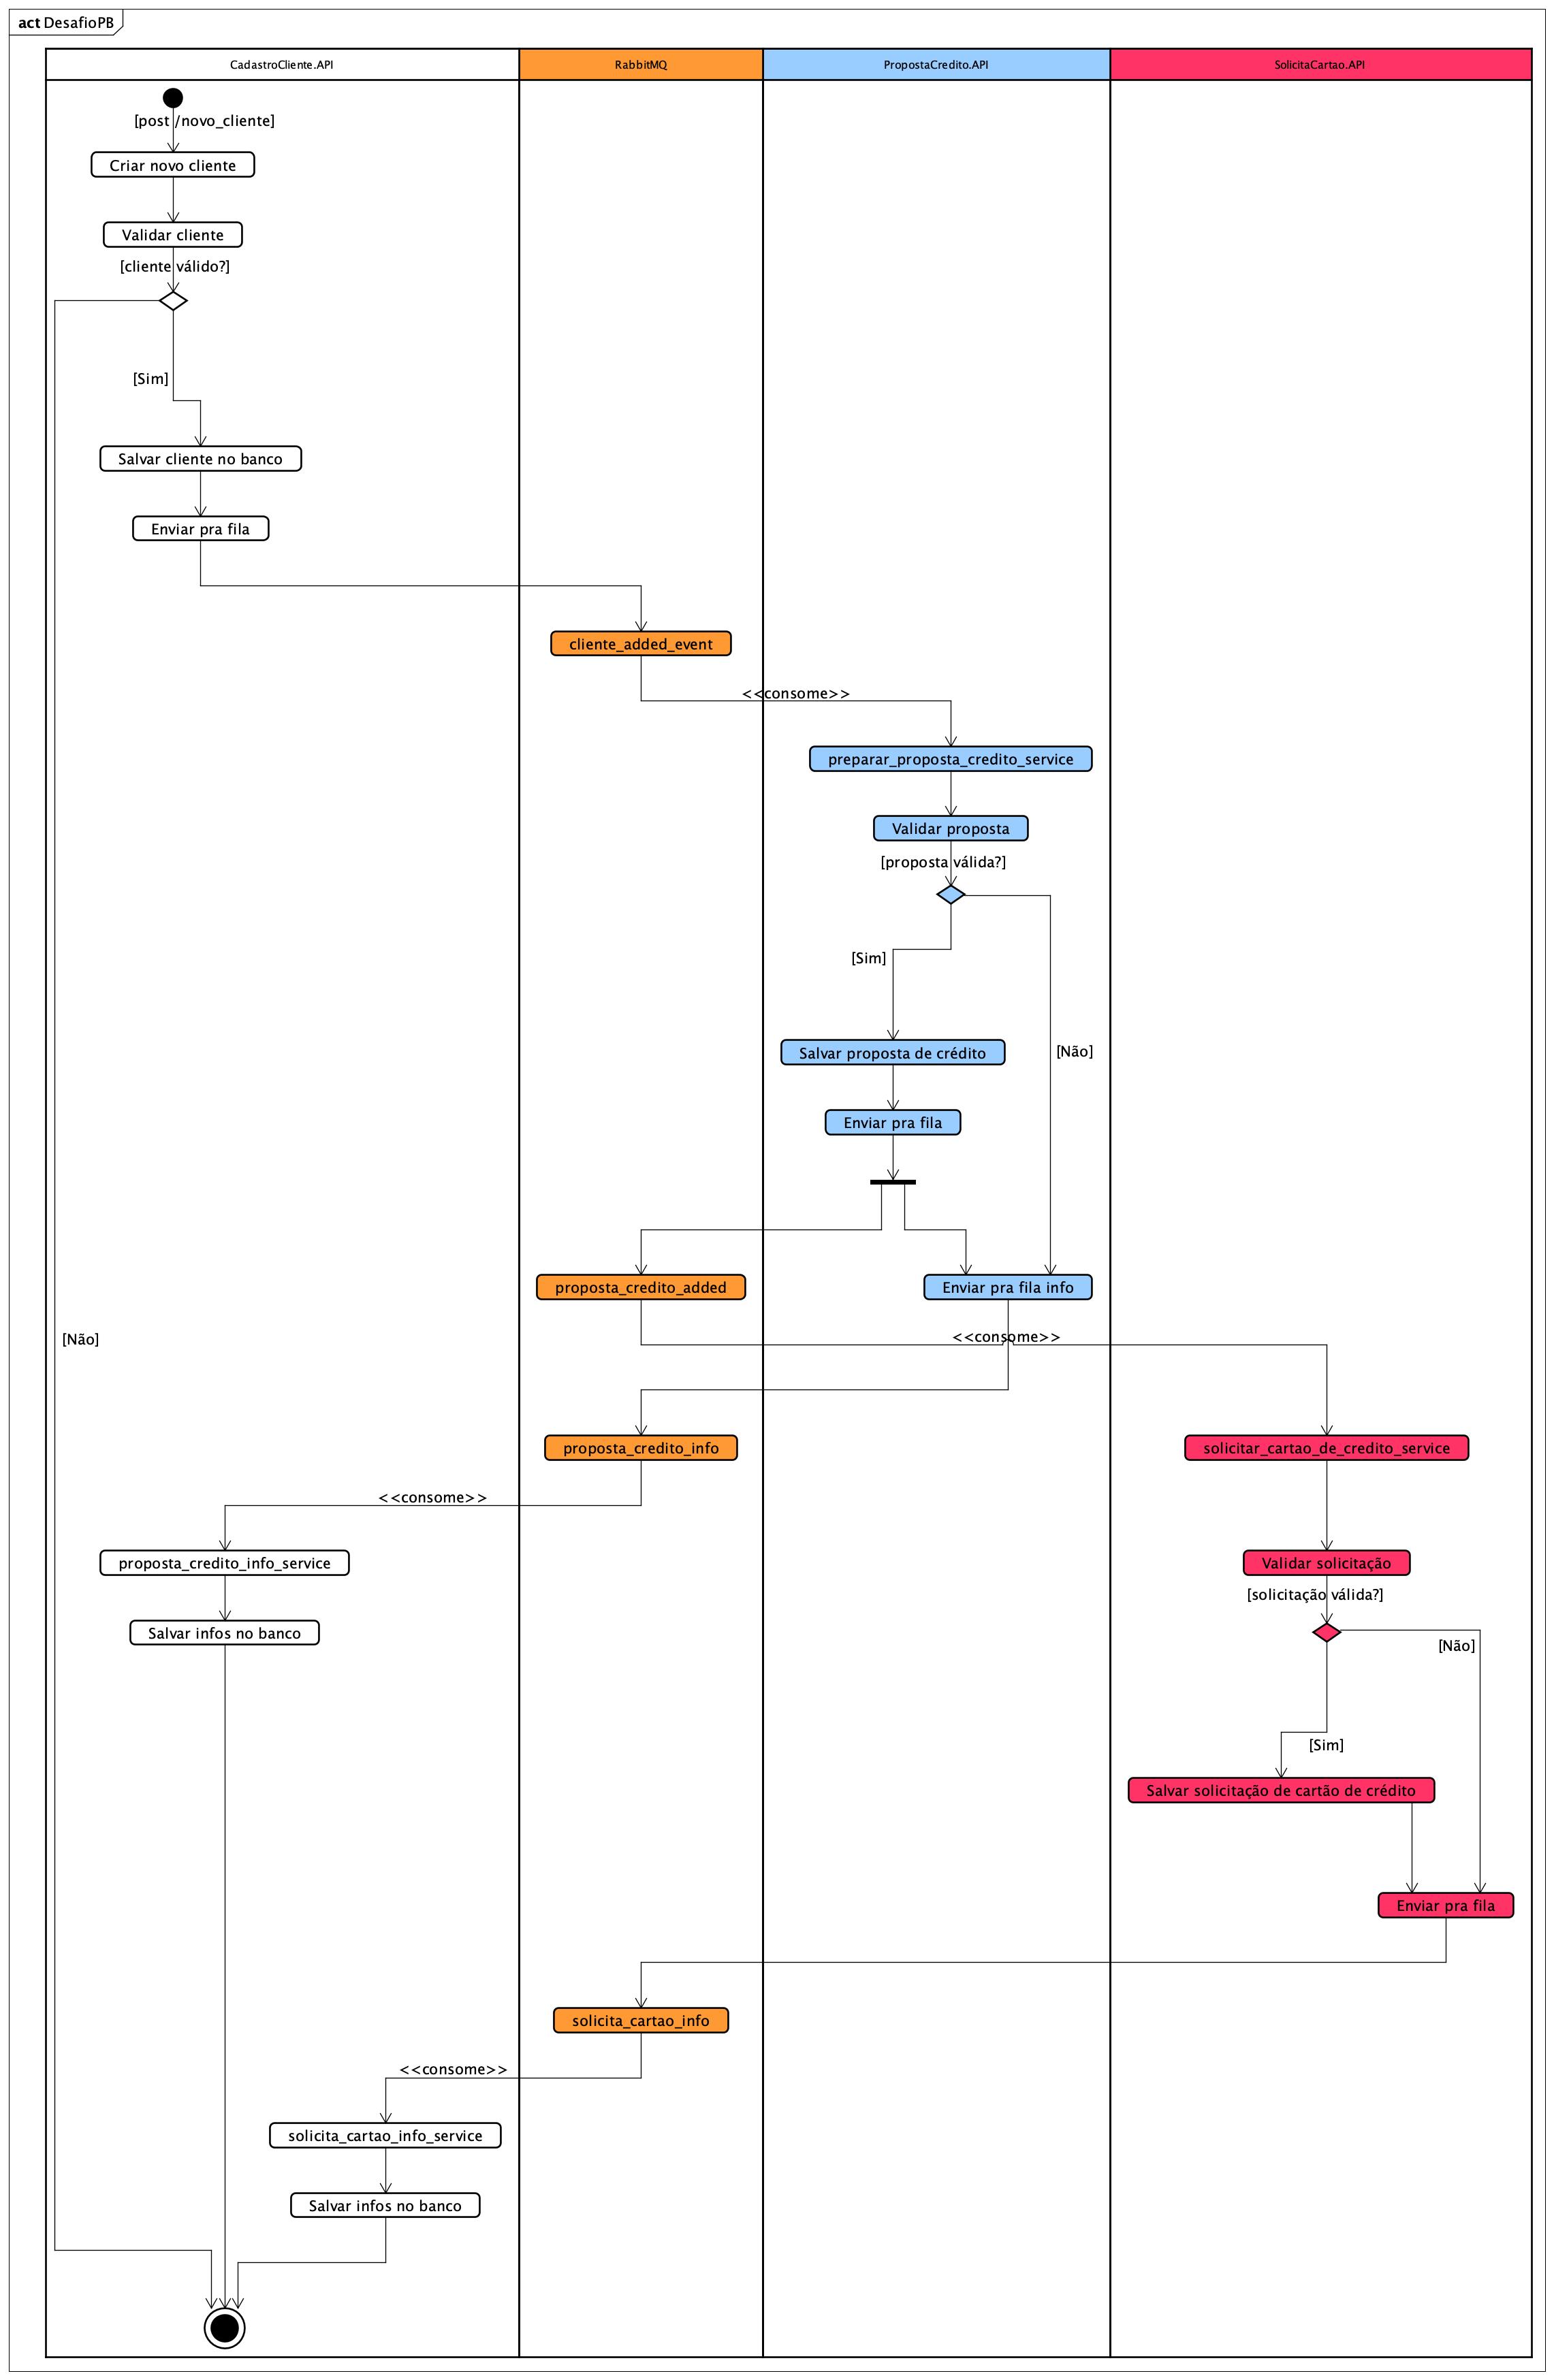 act DesafioPB
CadastroCliente.API
RabbitMQ
PropostaCredito.API
SolicitaCartao.API
[post /novo_cliente]
Criar novo cliente
Validar cliente
[cliente válido?]
[Sim]
Salvar cliente no banco
Enviar pra fila
cliente_added_event
<<consome>>
preparar_proposta_credito_service
Validar proposta
[proposta válida?]
[Sim]
Salvar proposta de crédito
[Não]
Enviar pra fila
proposta_credito_added
Enviar pra fila info
<<consome>>
[Não]
proposta_credito_info
solicitar_cartao_de_credito_service
<<consome>>
proposta_credito_info_service
Validar solicitação
[solicitação válida?]
Salvar infos no banco
[Não]
[Sim]
Salvar solicitação de cartão de crédito
Enviar pra fila
solicita_cartao_info
<<consome>>
solicita_cartao_info_service
Salvar infos no banco